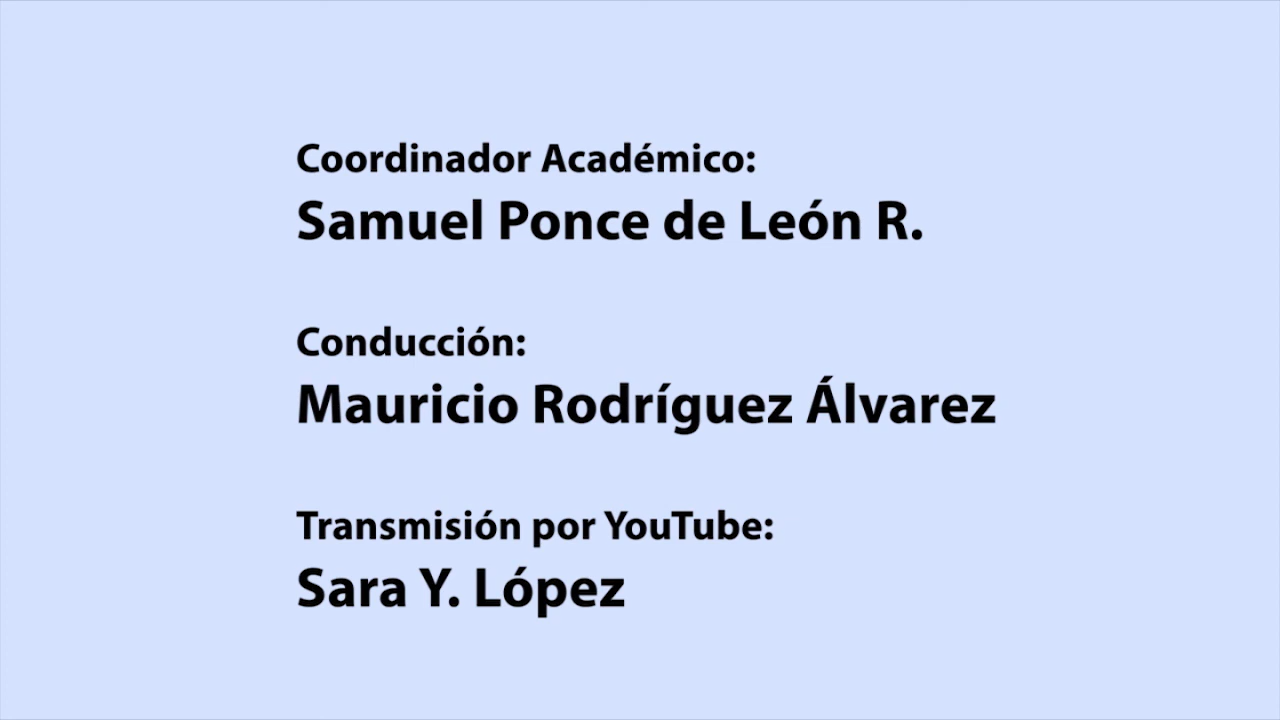 Coordinador Académico:
Samuel Ponce de León R.
Conducción:
Mauricio Rodríguez Álvarez
Transmisión por YouTube:
Sara Y. López